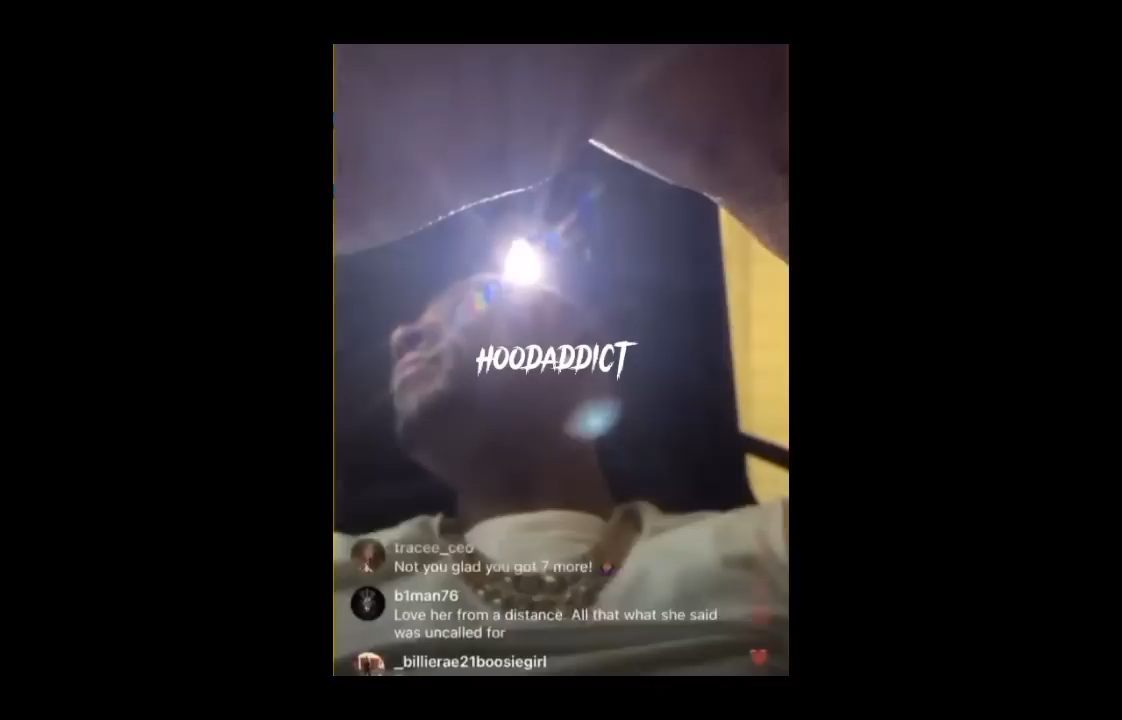 HOODADDICT
tracee_ceo
Not you glad you got 7 more!
b1man76
Love her from a distance. All that what she said
was uncalled for
_billierae21boosiegirl